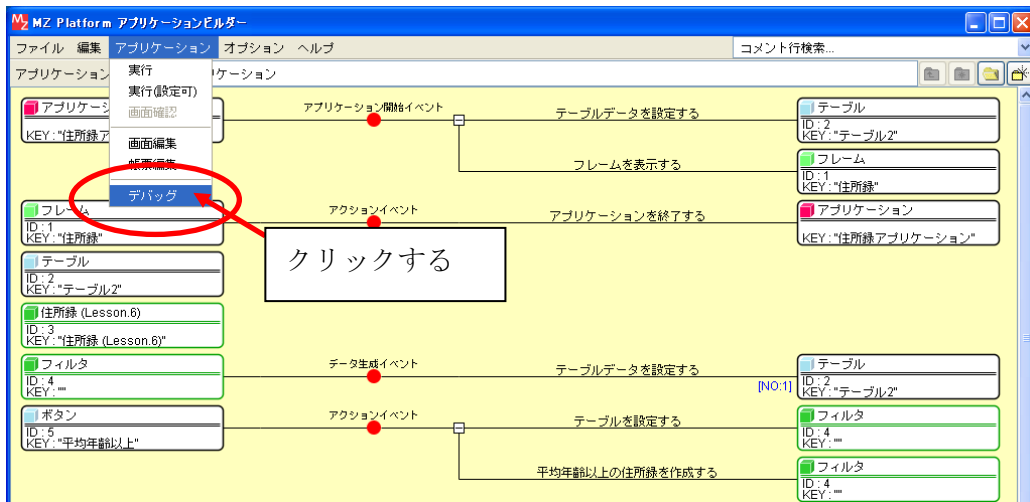 MZ Platform アプリケーションビルダー
ファイル 編集 アプリケーション オプション ヘルプ コメント行検索...
アプリケーション
ケーション
実行
実行(設定可)
画面確認
画面編集
帳票編集
デバッグ
クリックする
アプリケーシ
KEY:"住所録ア
アプリケーション開始イベント
テーブルデータを設定する
テーブル
ID:2
KEY:"テーブル2"
フレームを表示する
フレーム
ID:1
KEY:"住所録"
フレーム
ID:1
KEY:"住所録"
アクションイベント
アプリケーションを終了する
アプリケーション
KEY:"住所録アプリケーション"
テーブル
ID:2
KEY:"テーブル2"
住所録 (Lesson.6)
ID:3
KEY:"住所録 (Lesson.6)"
フィルタ
ID:4
KEY:""
データ生成イベント
テーブルデータを設定する
[NO:1]
テーブル
ID:2
KEY:"テーブル2"
ボタン
ID:5
KEY:"平均年齢以上"
アクションイベント
テーブルを設定する
フィルタ
ID:4
KEY:""
平均年齢以上の住所録を作成する
フィルタ
ID:4
KEY:""